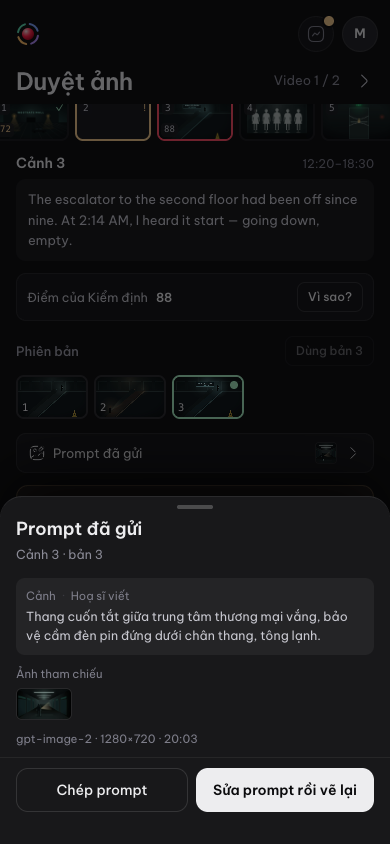 M
Duyệt ảnh
Video 1 / 2
1
72
2
!
3
88
4
5
Cảnh 3
12:20–18:30
The escalator to the second floor had been off since
nine. At 2:14 AM, I heard it start — going down,
empty.
Điểm của Kiểm định 88
Vì sao?
Phiên bản
Dùng bản 3
1
2
3
Prompt đã gửi
Prompt đã gửi
Cảnh 3 · bản 3
Cảnh · Hoạ sĩ viết
Thang cuốn tắt giữa trung tâm thương mại vắng, bảo
vệ cầm đèn pin đứng dưới chân thang, tông lạnh.
Ảnh tham chiếu
gpt-image-2 · 1280×720 · 20:03
Chép prompt
Sửa prompt rồi vẽ lại